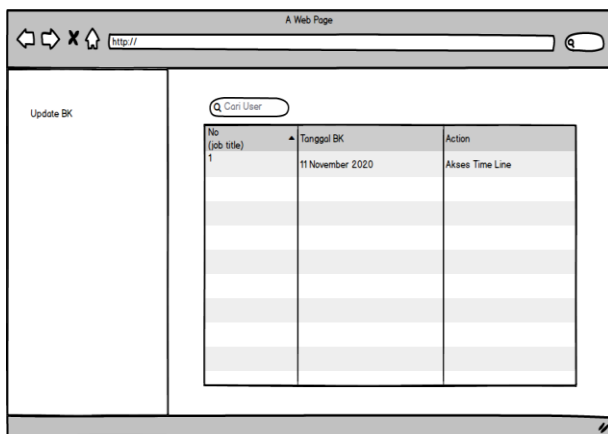 A Web Page
http://
Update BK
Cari User
No
(job title)
Tanggal BK
Action
1
11 November 2020
Akses Time Line